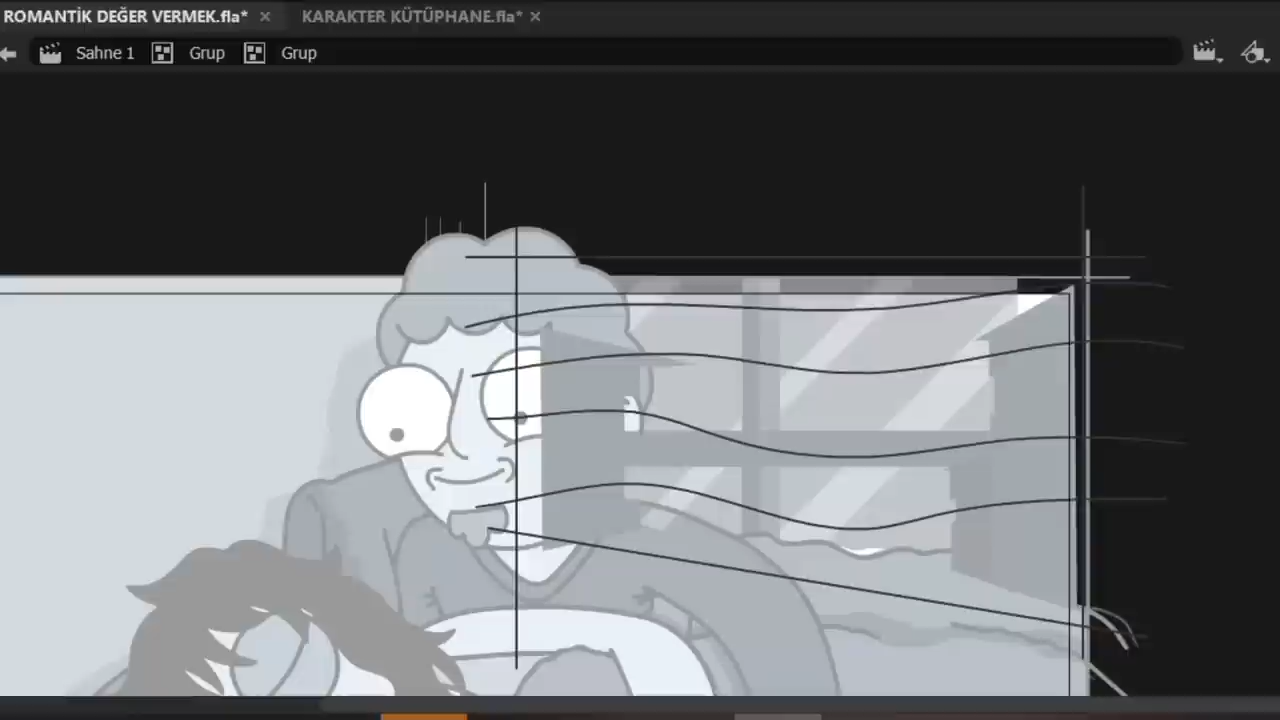 ROMANTİK DEĞER VERMEK.fla* × KARAKTER KÜTÜPHANE.fla* ×
Sahne 1 Grup Grup